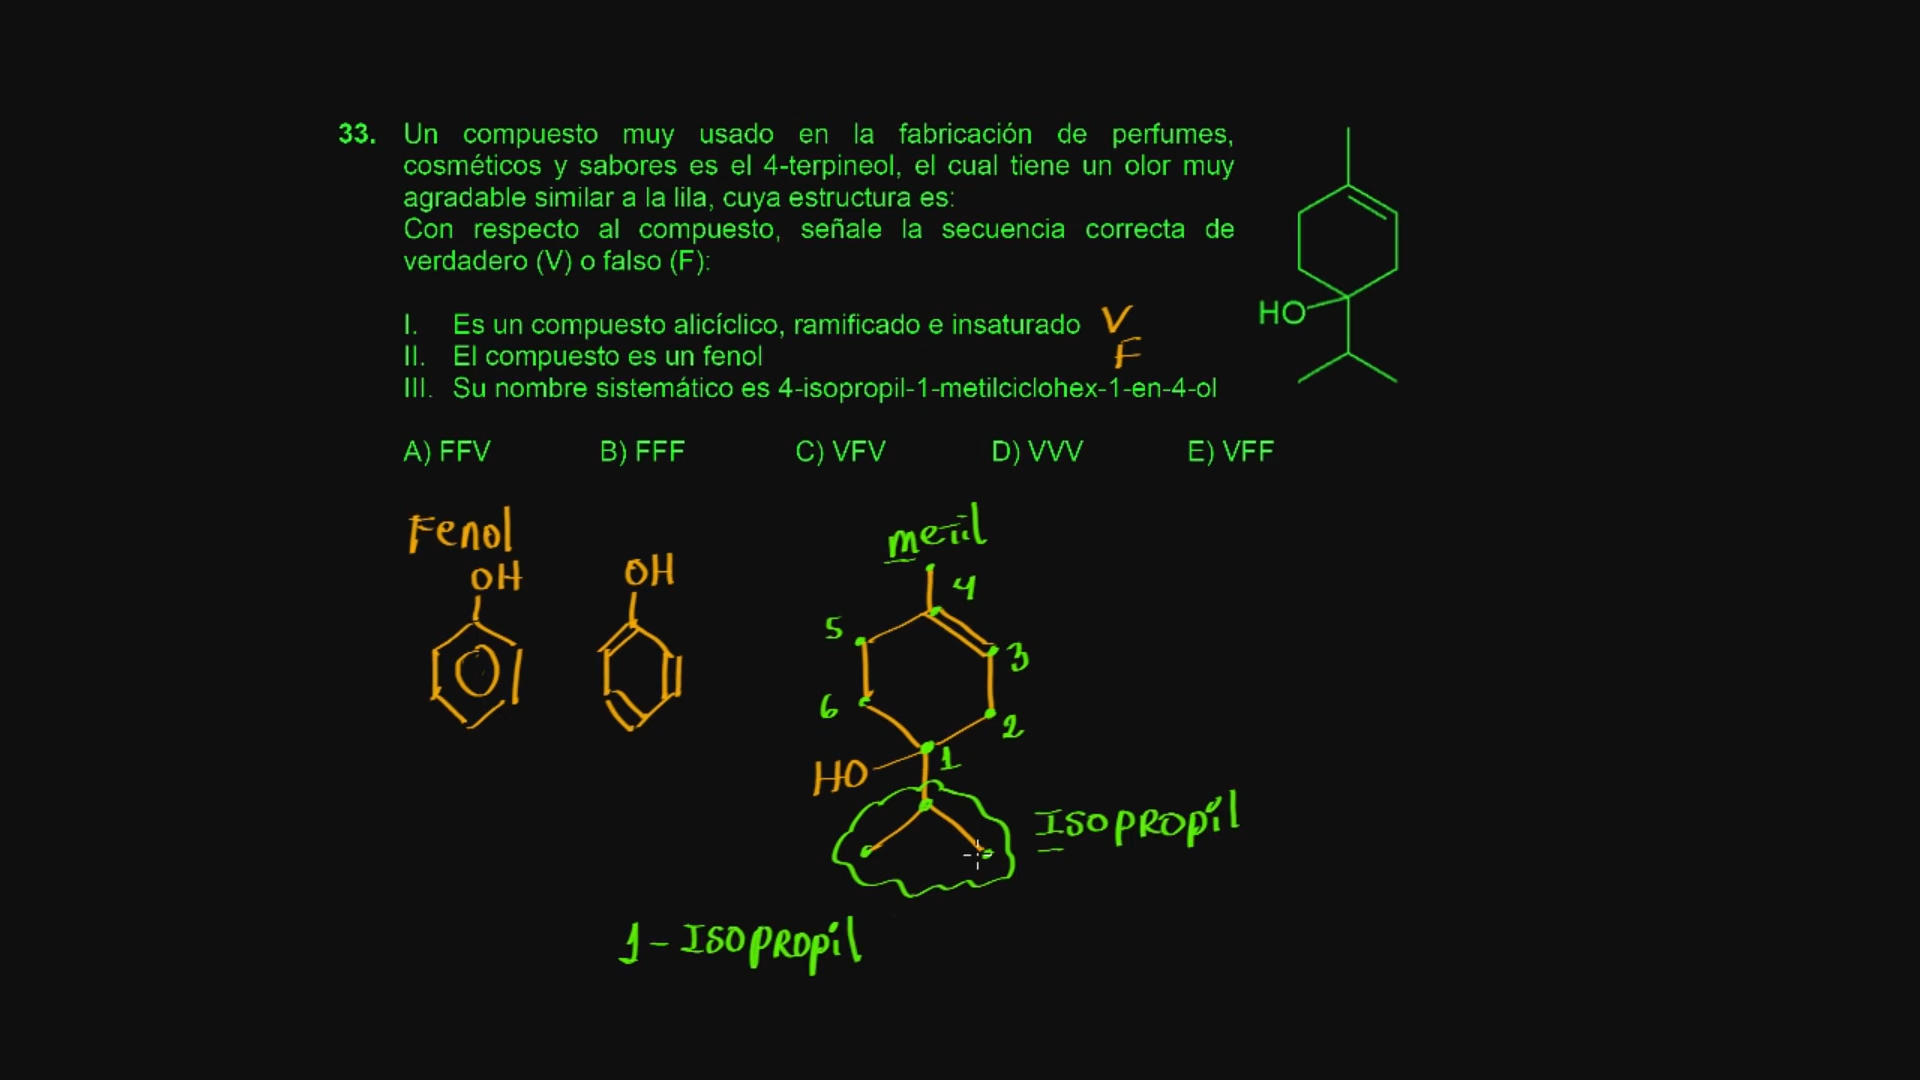 33. Un compuesto muy usado en la fabricación de perfumes,
cosméticos y sabores es el 4-terpineol, el cual tiene un olor muy
agradable similar a la lila, cuya estructura es:
Con respecto al compuesto, señale la secuencia correcta de
verdadero (V) o falso (F):
HO
I. Es un compuesto alicíclico, ramificado e insaturado V
II. El compuesto es un fenol F
III. Su nombre sistemático es 4-isopropil-1-metilciclohex-1-en-4-ol
A) FFV B) FFF C) VFV D) VVV E) VFF
Fenol
OH
OH
metil
4
5
3
6
2
1
HO
Isopropil
1-Isopropil